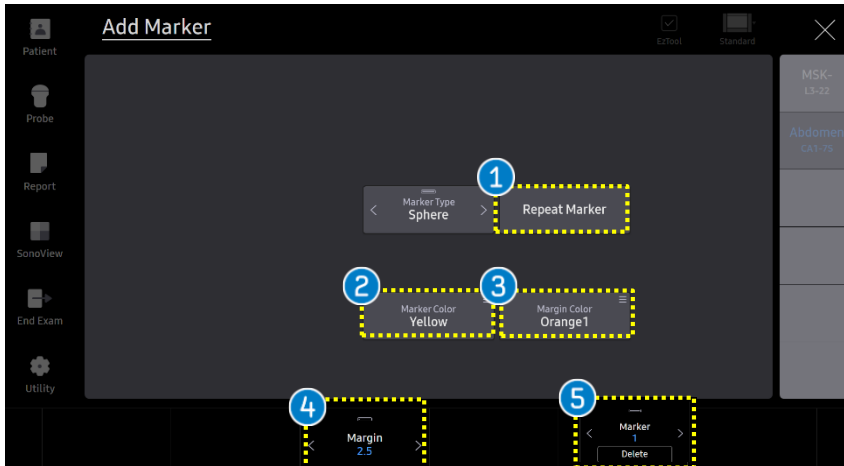 Add Marker
EzTool
Standard
Patient
Probe
Report
SonoView
End Exam
Utility
MSK-
L3-22
Abdomen
CA1-7S
1
Marker Type
Sphere
Repeat Marker
2
Marker Color
Yellow
3
Margin Color
Orange1
4
Margin
2.5
5
Marker
1
Delete